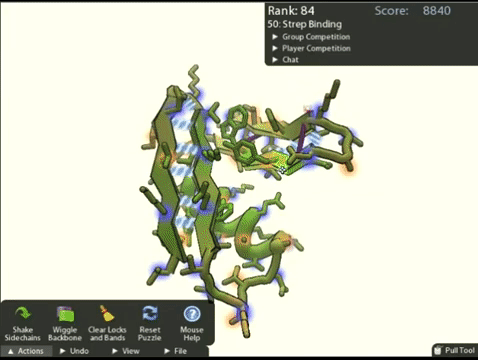 Rank: 84 Score: 8840
50: Strep Binding
▶ Group Competition
▶ Player Competition
▶ Chat
Shake Sidechains
Wiggle Backbone
Clear Locks and Bands
Reset Puzzle
Mouse Help
▲ Actions ▶ Undo ▶ View ▶ File
Pull Tool